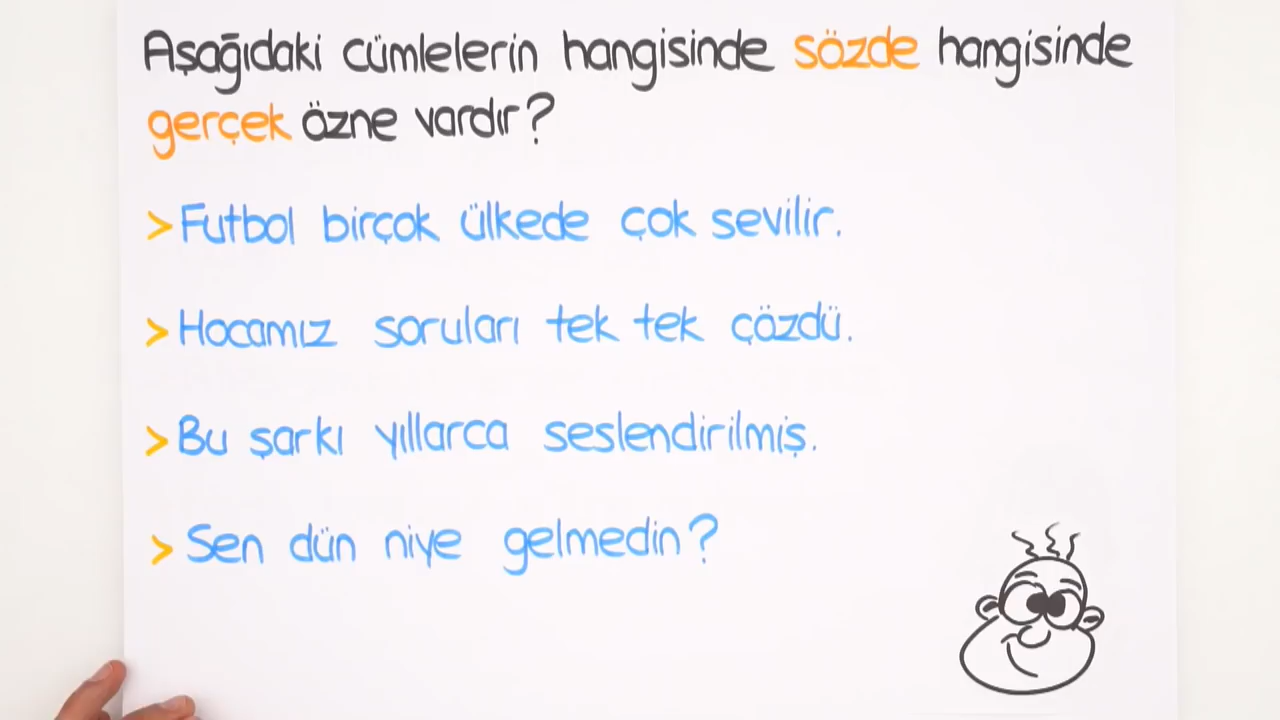 Aşağıdaki cümlelerin hangisinde sözde hangisinde
gerçek özne vardır?
> Futbol birçok ülkede çok sevilir.
> Hocamız soruları tek tek çözdü.
> Bu şarkı yıllarca seslendirilmiş.
> Sen dün niye gelmedin?